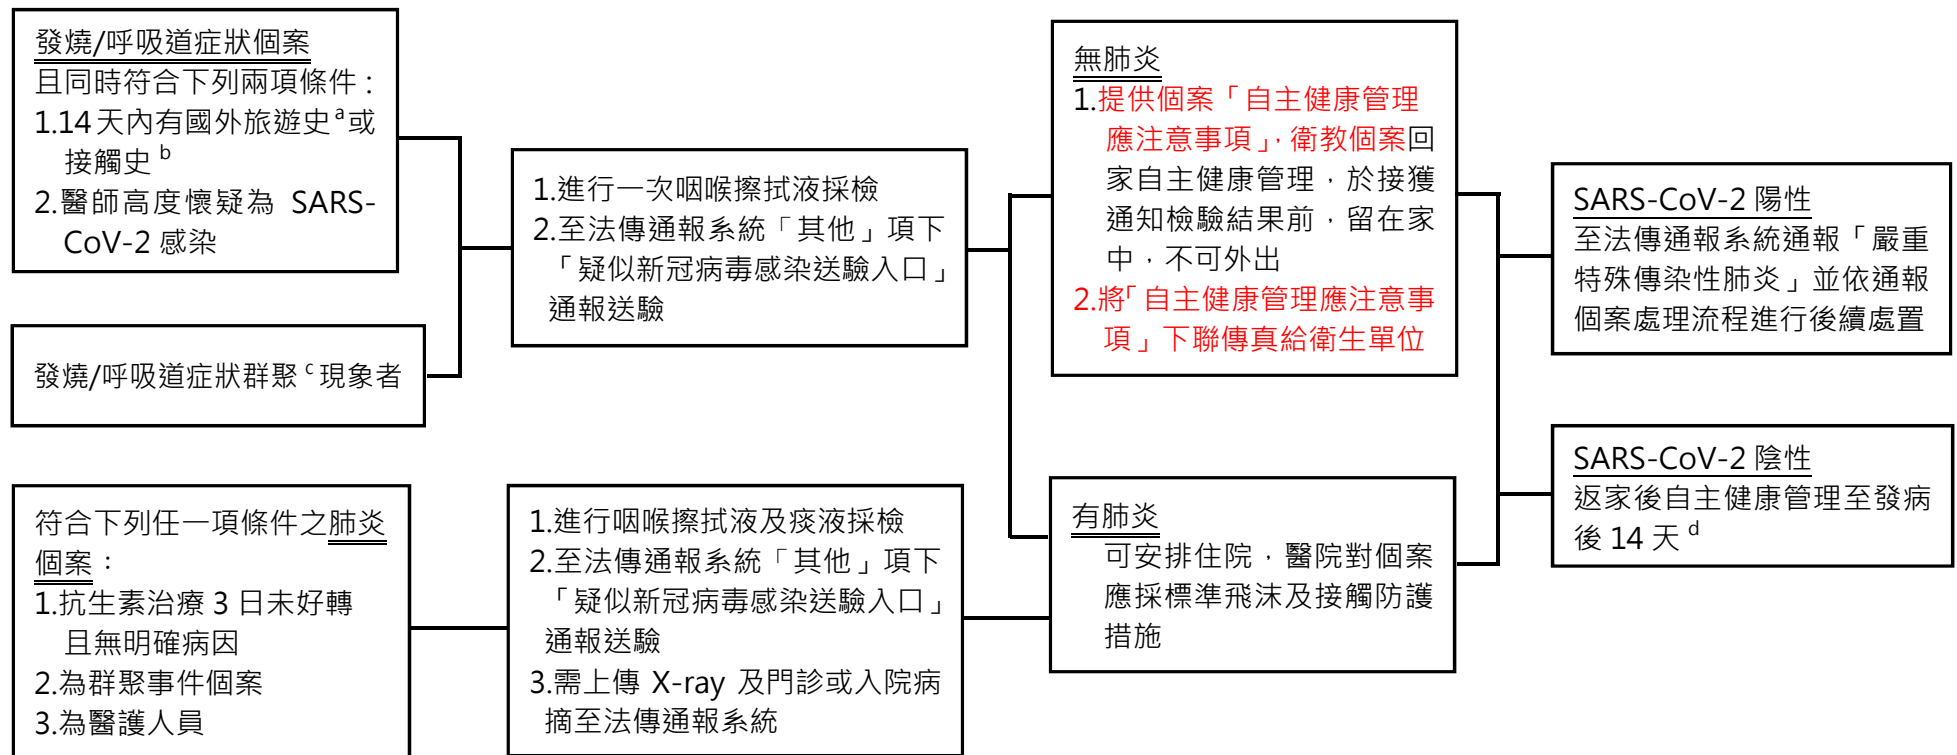 發燒/呼吸道症狀個案
且同時符合下列兩項條件：
1.14天內有國外旅遊史ᵃ或
接觸史 ᵇ
2.醫師高度懷疑為 SARS-
CoV-2 感染
發燒/呼吸道症狀群聚 ᶜ 現象者
1.進行一次咽喉擦拭液採檢
2.至法傳通報系統「其他」項下
「疑似新冠病毒感染送驗入口」
通報送驗
無肺炎
1.提供個案「自主健康管理
應注意事項」，衛教個案回
家自主健康管理，於接獲
通知檢驗結果前，留在家
中，不可外出
2.將「自主健康管理應注意事
項」下聯傳真給衛生單位
SARS-CoV-2 陽性
至法傳通報系統通報「嚴重
特殊傳染性肺炎」並依通報
個案處理流程進行後續處置
符合下列任一項條件之肺炎
個案：
1.抗生素治療 3 日未好轉
且無明確病因
2.為群聚事件個案
3.為醫護人員
1.進行咽喉擦拭液及痰液採檢
2.至法傳通報系統「其他」項下
「疑似新冠病毒感染送驗入口」
通報送驗
3.需上傳 X-ray 及門診或入院病
摘至法傳通報系統
有肺炎
可安排住院，醫院對個案
應採標準飛沫及接觸防護
措施
SARS-CoV-2 陰性
返家後自主健康管理至發病
後 14 天 ᵈ